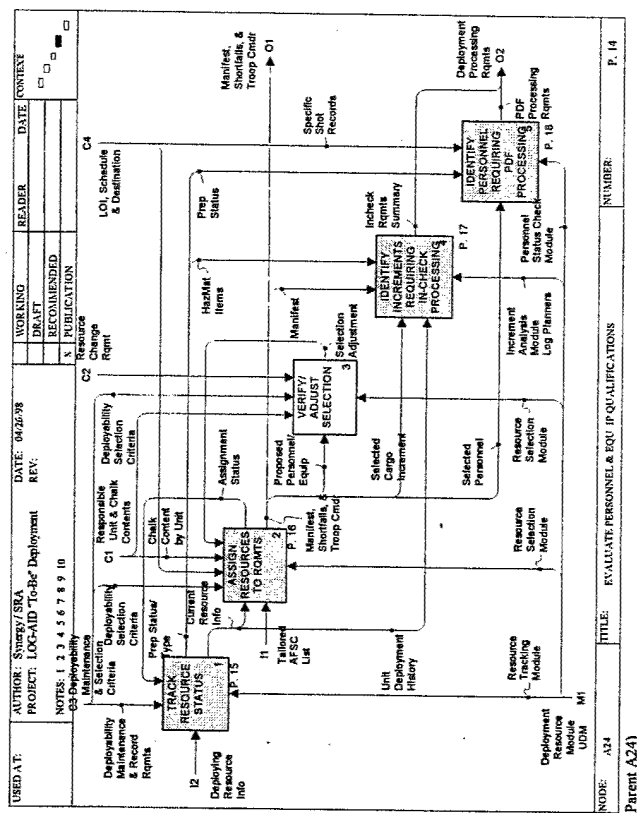 USED AT:
AUTHOR: Synergy/SRA
PROJECT: LOG-AID "To-Be" Deployment
NOTES: 1 2 3 4 5 6 7 8 9 10
DATE: 04/26/98
REV:
WORKING
DRAFT
RECOMMENDED
x PUBLICATION
READER
DATE
CONTEXT
C3 Deployability
Maintenance
& Selection
Criteria
Deployability
Maintenance
& Record
Rqmts
Deployability
Selection
Criteria
C1
Responsible
Unit & Chalk
Contents
Chalk
Content
by Unit
Deployability
Selection
Criteria
C2
Resource
Change
Rqmt
C4
LOI, Schedule
& Destination
Prep Status/
Type
Current
Resource
Info
Assignment
Status
HazMat
Items
Manifest
Prep
Status
Specific
Shot
Records
Manifest,
Shortfalls, &
Troop Cmdr
O1
I2
Deploying
Resource
Info
TRACK
RESOURCE
STATUS
1
P. 15
I1
Tailored
AFSC
List
ASSIGN
RESOURCES
TO RQMTS
2
P. 16
Proposed
Personnel/
Equip
Manifest,
Shortfalls, &
Troop Cmdr
VERIFY/
ADJUST
SELECTION
3
Selection
Adjustment
IDENTIFY
INCREMENTS
REQUIRING
IN-CHECK
PROCESSING
4
P. 17
Incheck
Rqmts
Summary
IDENTIFY
PERSONNEL
REQUIRING
PDF
PROCESSING
5
P. 18
Deployment
Processing
Rqmts
O2
PDF
Processing
Rqmts
Unit
Deployment
History
Selected
Cargo
Increment
Selected
Personnel
Deployment
Resource
Module
UDM
M1
Resource
Tracking
Module
Resource
Selection
Module
Resource
Selection
Module
Increment
Analysis
Module
Log Planners
Personnel
Status Check
Module
NODE: A24
TITLE: EVALUATE PERSONNEL & EQU IP QUALIFICATIONS
NUMBER:
P. 14
Parent A24)